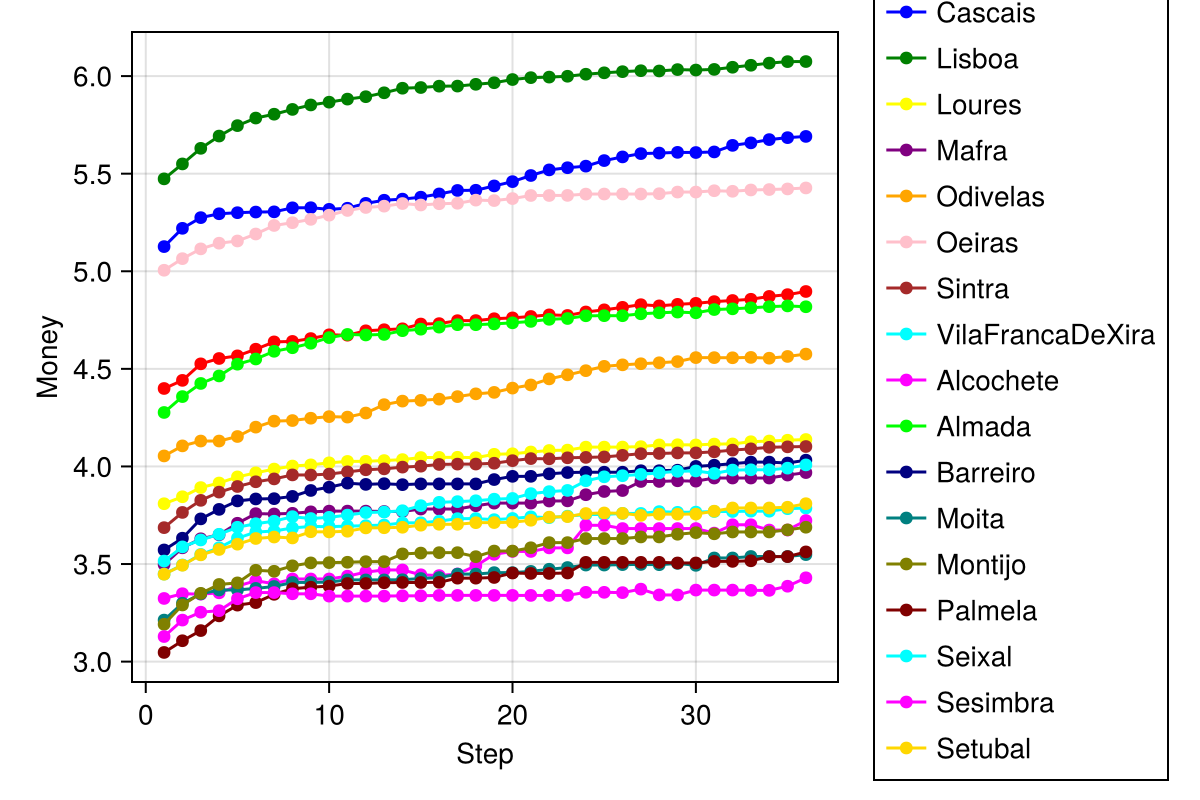 Cascais
Lisboa
Loures
Mafra
Odivelas
Oeiras
Sintra
VilaFrancaDeXira
Alcochete
Almada
Barreiro
Moita
Montijo
Palmela
Seixal
Sesimbra
Setubal
6.0
5.5
5.0
4.5
4.0
3.5
3.0
Money
0 10 20 30
Step